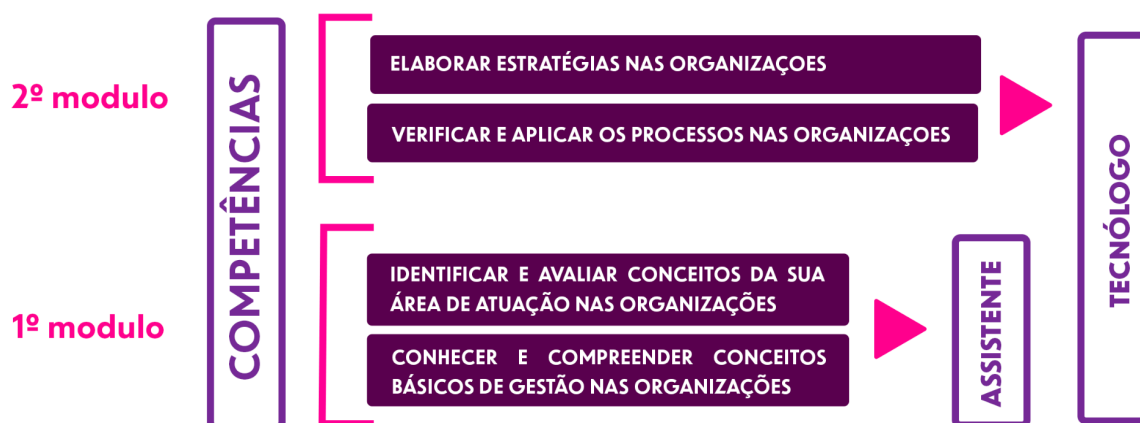 2º modulo
COMPETÊNCIAS
ELABORAR ESTRATÉGIAS NAS ORGANIZAÇOES
VERIFICAR E APLICAR OS PROCESSOS NAS ORGANIZAÇOES
TECNÓLOGO
1º modulo
IDENTIFICAR E AVALIAR CONCEITOS DA SUA
ÁREA DE ATUAÇÃO NAS ORGANIZAÇÕES
CONHECER E COMPREENDER CONCEITOS
BÁSICOS DE GESTÃO NAS ORGANIZAÇÕES
ASSISTENTE